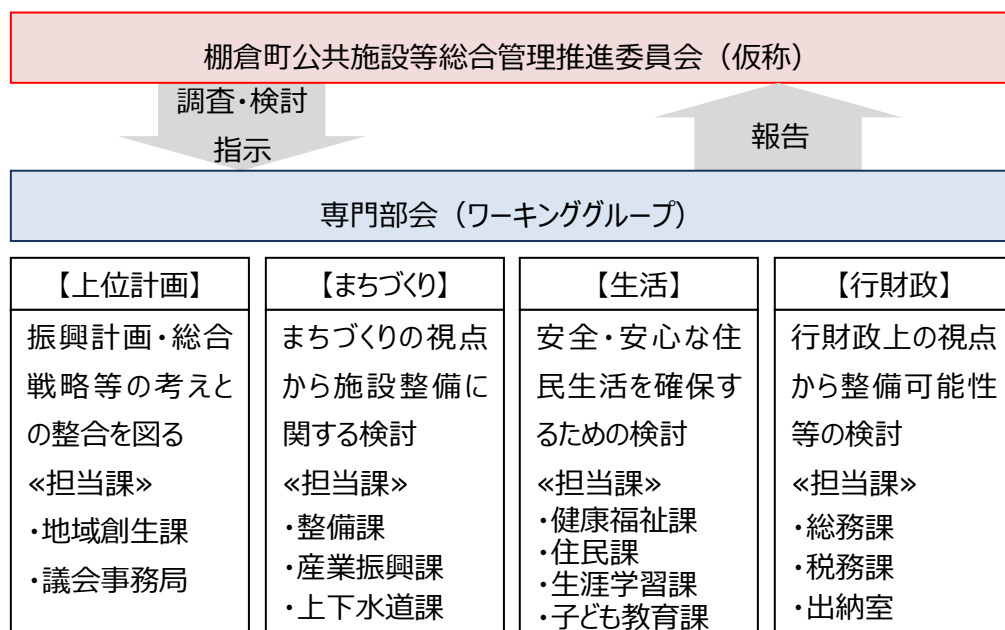 棚倉町公共施設等総合管理推進委員会（仮称）
調査・検討
指示
報告
専門部会（ワーキンググループ）
【上位計画】
振興計画・総合
戦略等の考えと
の整合を図る
≪担当課≫
・地域創生課
・議会事務局
【まちづくり】
まちづくりの視点
から施設整備に
関する検討
≪担当課≫
・整備課
・産業振興課
・上下水道課
【生活】
安全・安心な住
民生活を確保す
るための検討
≪担当課≫
・健康福祉課
・住民課
・生涯学習課
・子ども教育課
【行財政】
行財政上の視点
から整備可能性
等の検討
≪担当課≫
・総務課
・税務課
・出納室